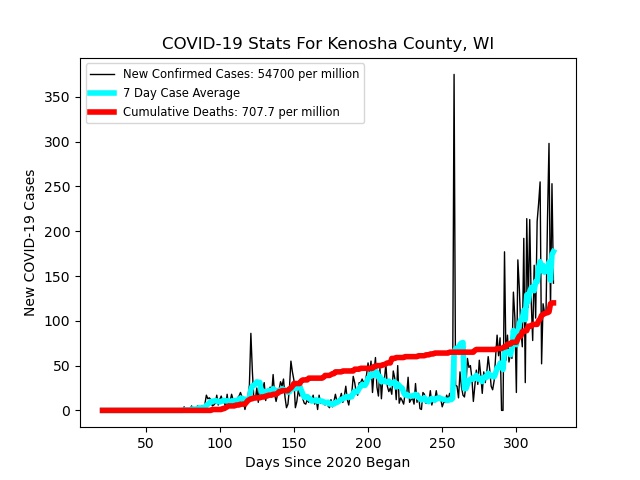 COVID-19 Stats For Kenosha County, WI
New Confirmed Cases: 54700 per million
7 Day Case Average
Cumulative Deaths: 707.7 per million
New COVID-19 Cases
350
300
250
200
150
100
50
0
50
100
150
200
250
300
Days Since 2020 Began